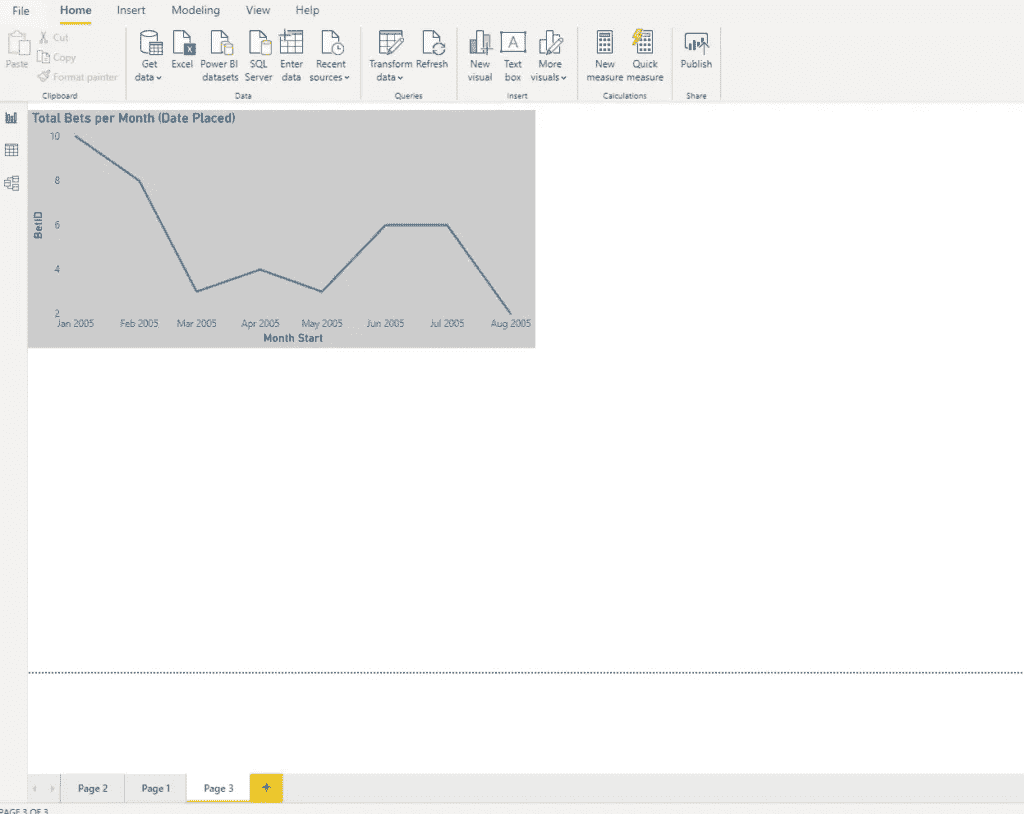 File Home Insert Modeling View Help
Paste
Cut
Copy
Format painter
Clipboard
Get data
Excel
Power BI datasets
SQL Server
Enter data
Recent sources
Data
Transform data
Refresh
Queries
New visual
Text box
More visuals
Insert
New measure
Quick measure
Calculations
Publish
Share
Total Bets per Month (Date Placed)
BetID
10
8
6
4
2
Jan 2005 Feb 2005 Mar 2005 Apr 2005 May 2005 Jun 2005 Jul 2005 Aug 2005
Month Start
Page 2 Page 1 Page 3 +
PAGE 3 OF 3